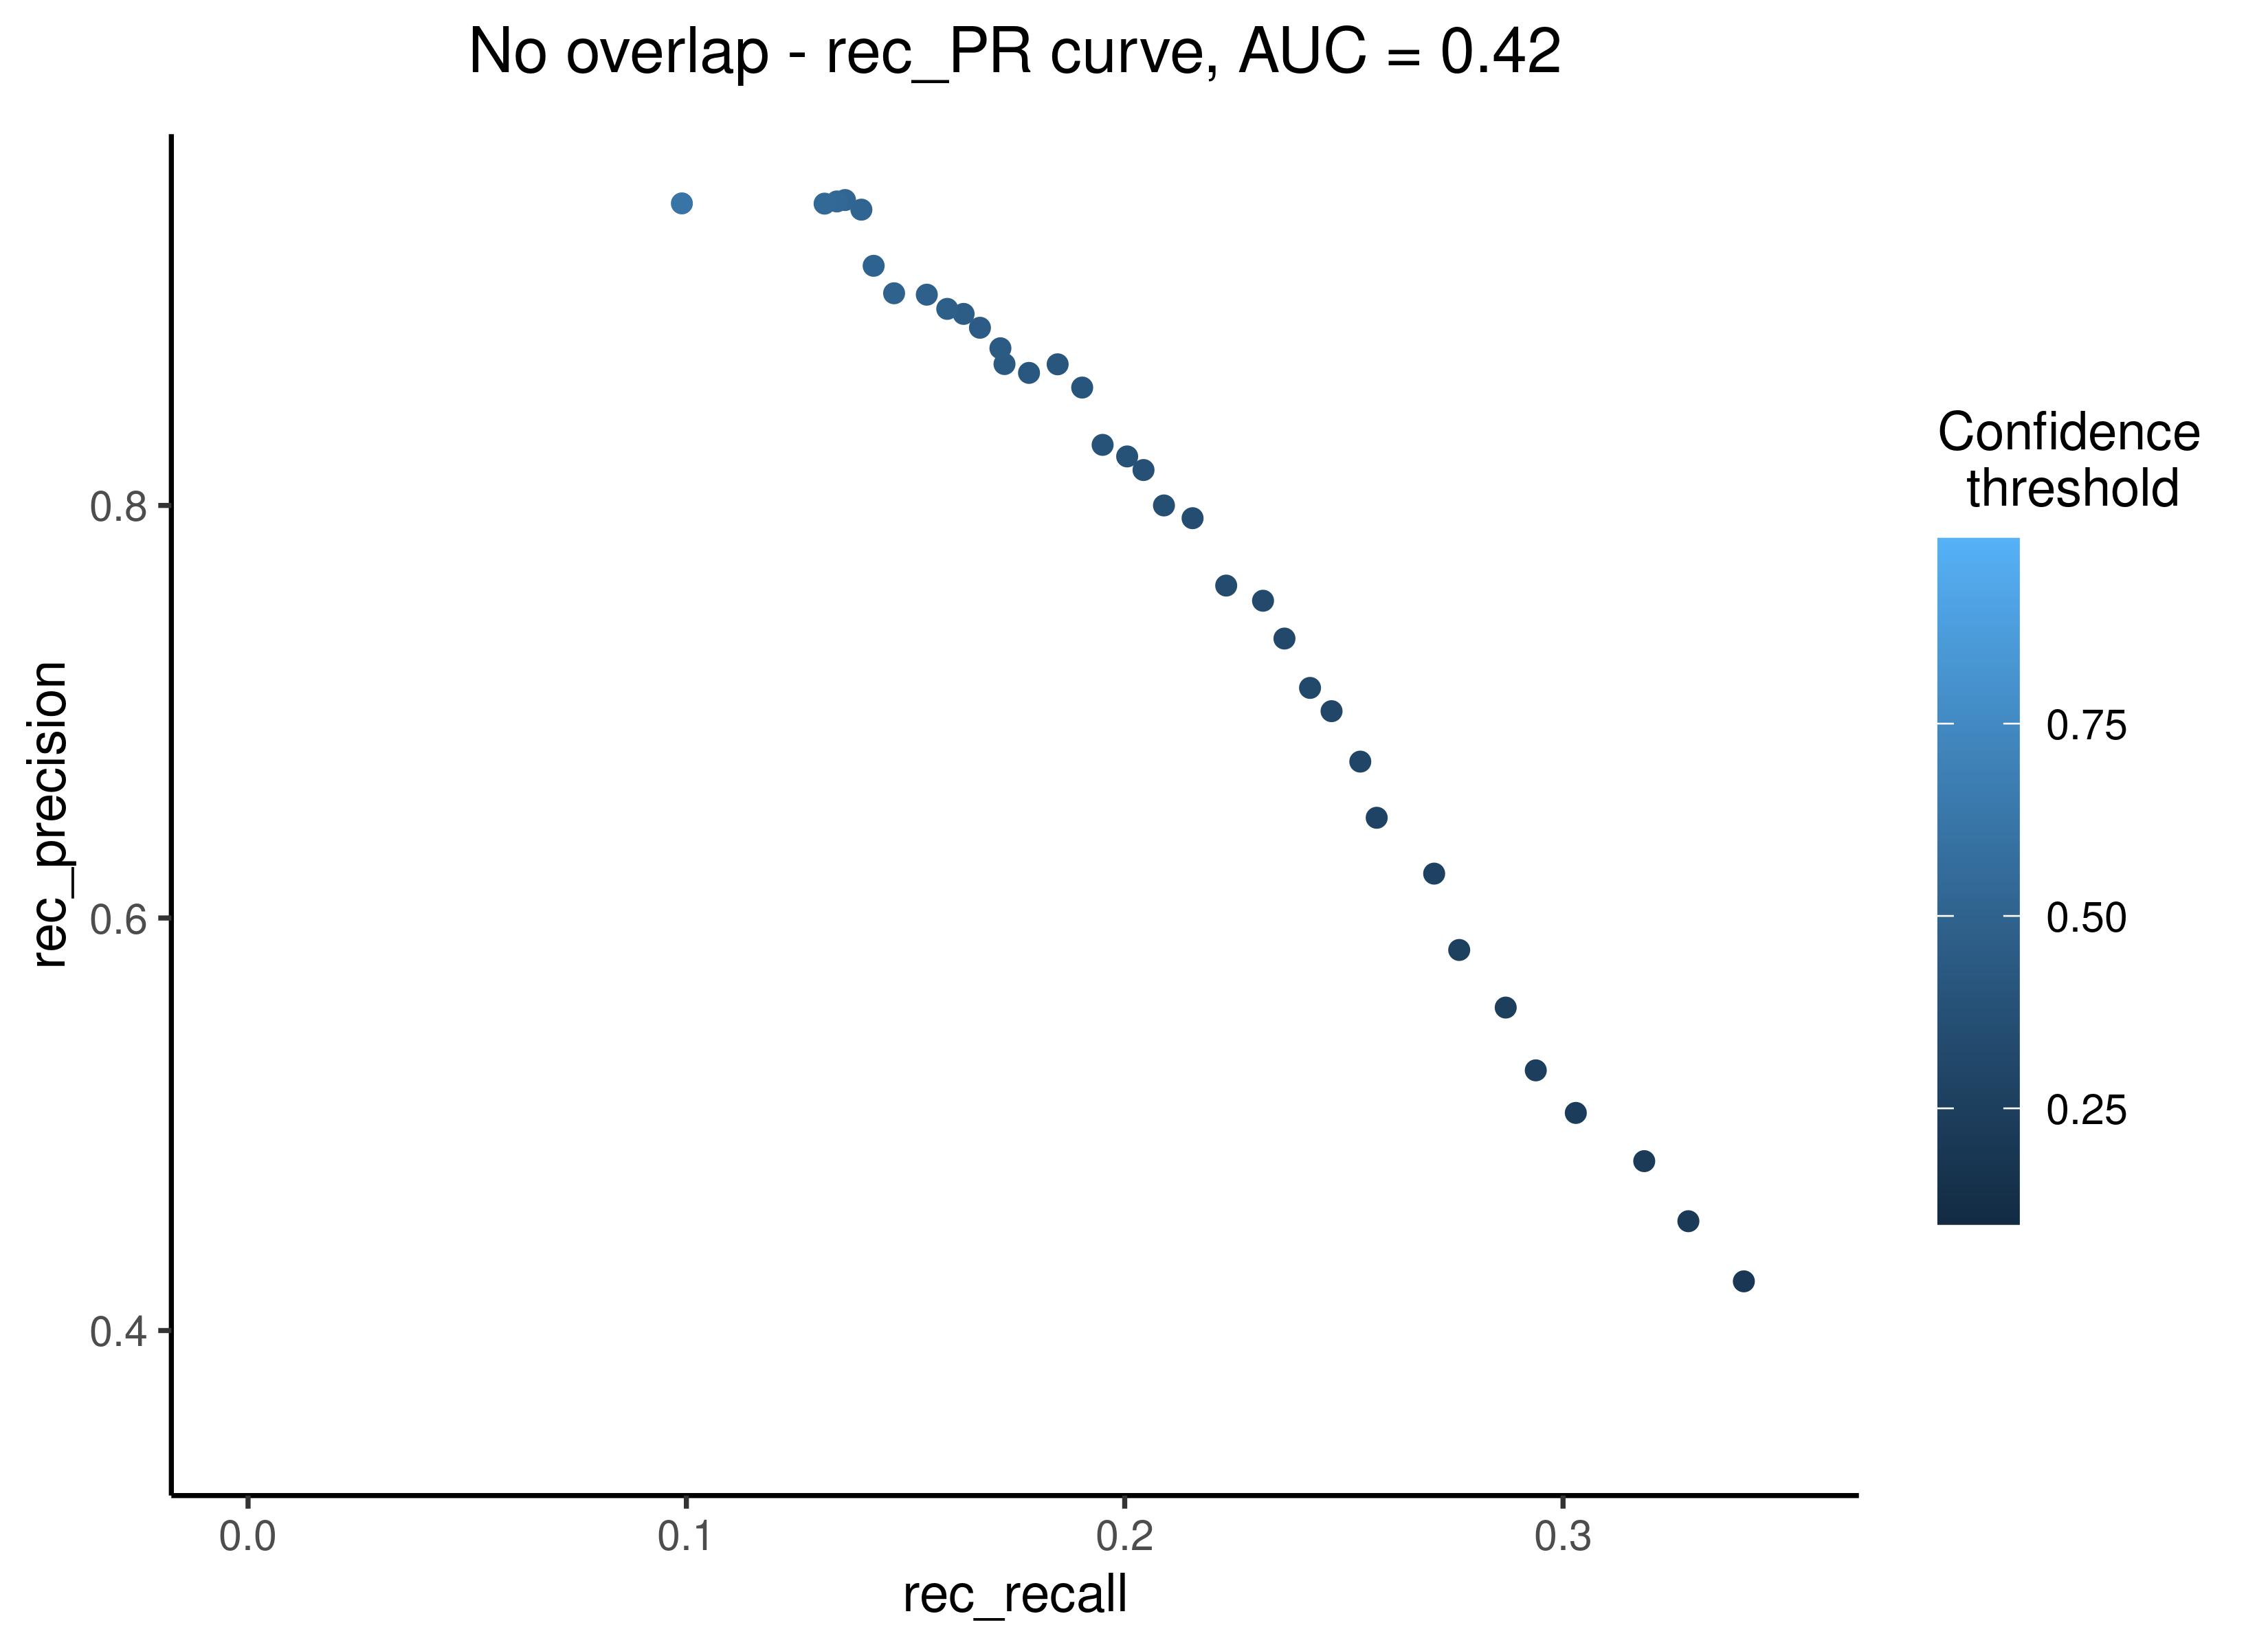 No overlap - rec_PR curve, AUC = 0.42
rec_precision
0.8
0.6
0.4
0.0 0.1 0.2 0.3
rec_recall
Confidence
threshold
0.75
0.50
0.25